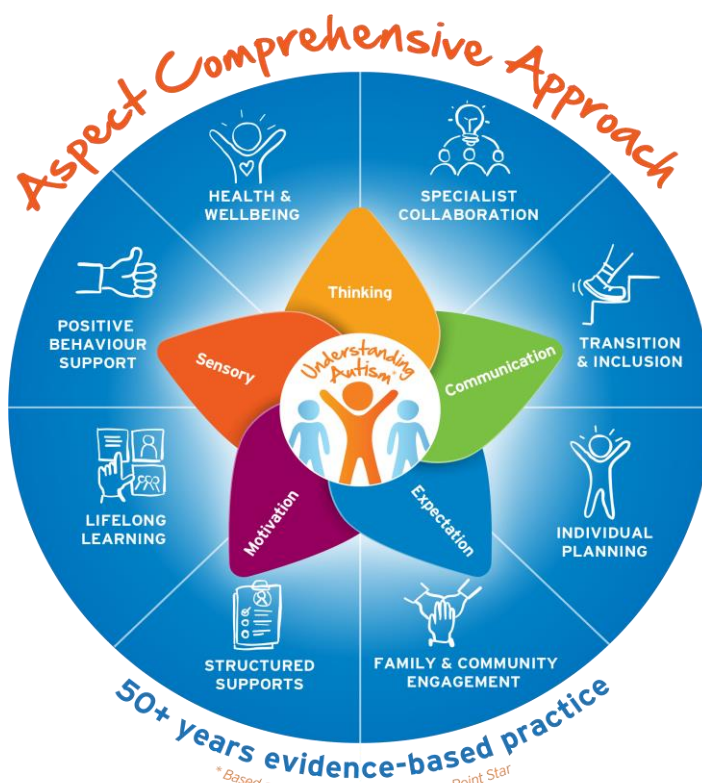 Aspect Comprehensive Approach
HEALTH &
WELLBEING
SPECIALIST
COLLABORATION
POSITIVE
BEHAVIOUR
SUPPORT
TRANSITION
& INCLUSION
Thinking
Sensory
Communication
Understanding
Autism*
Motivation
Expectation
LIFELONG
LEARNING
INDIVIDUAL
PLANNING
STRUCTURED
SUPPORTS
FAMILY & COMMUNITY
ENGAGEMENT
50+ years evidence-based practice
* Based Point Star